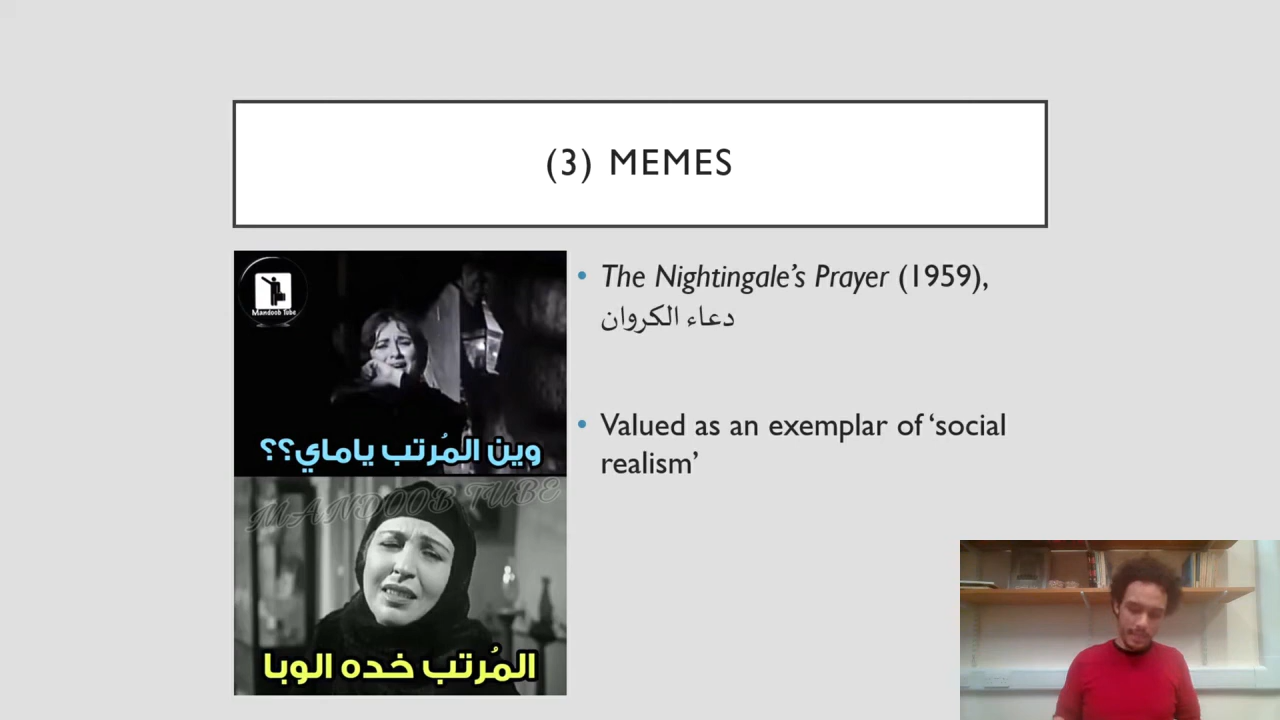 (3) MEMES
Mandoob Tube
وين المُرتب ياماي؟؟
MANDOOB TUBE
المُرتب خده الوبا
The Nightingale's Prayer (1959),
دعاء الكروان
Valued as an exemplar of ‘social
realism’